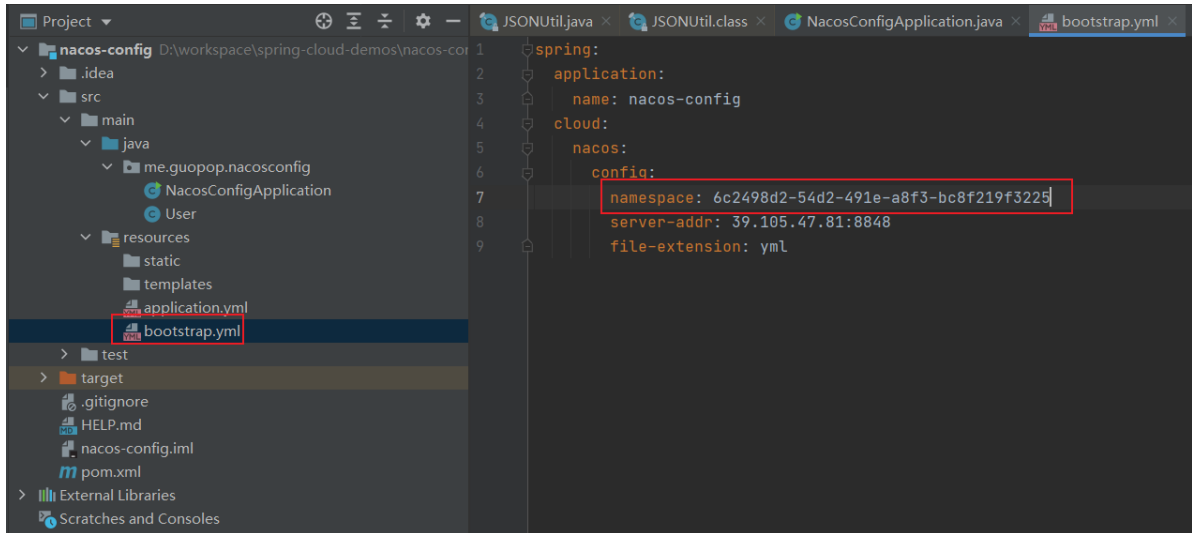 Project
nacos-config D:\workspace\spring-cloud-demos\nacos-cor
.idea
src
main
java
me.guopop.nacosconfig
NacosConfigApplication
User
resources
static
templates
application.yml
bootstrap.yml
test
target
.gitignore
HELP.md
nacos-config.iml
pom.xml
External Libraries
Scratches and Consoles
JSONUtil.java JSONUtil.class NacosConfigApplication.java bootstrap.yml
1 spring:
2 application:
3 name: nacos-config
4 cloud:
5 nacos:
6 config:
7 namespace: 6c2498d2-54d2-491e-a8f3-bc8f219f3225
8 server-addr: 39.105.47.81:8848
9 file-extension: yml